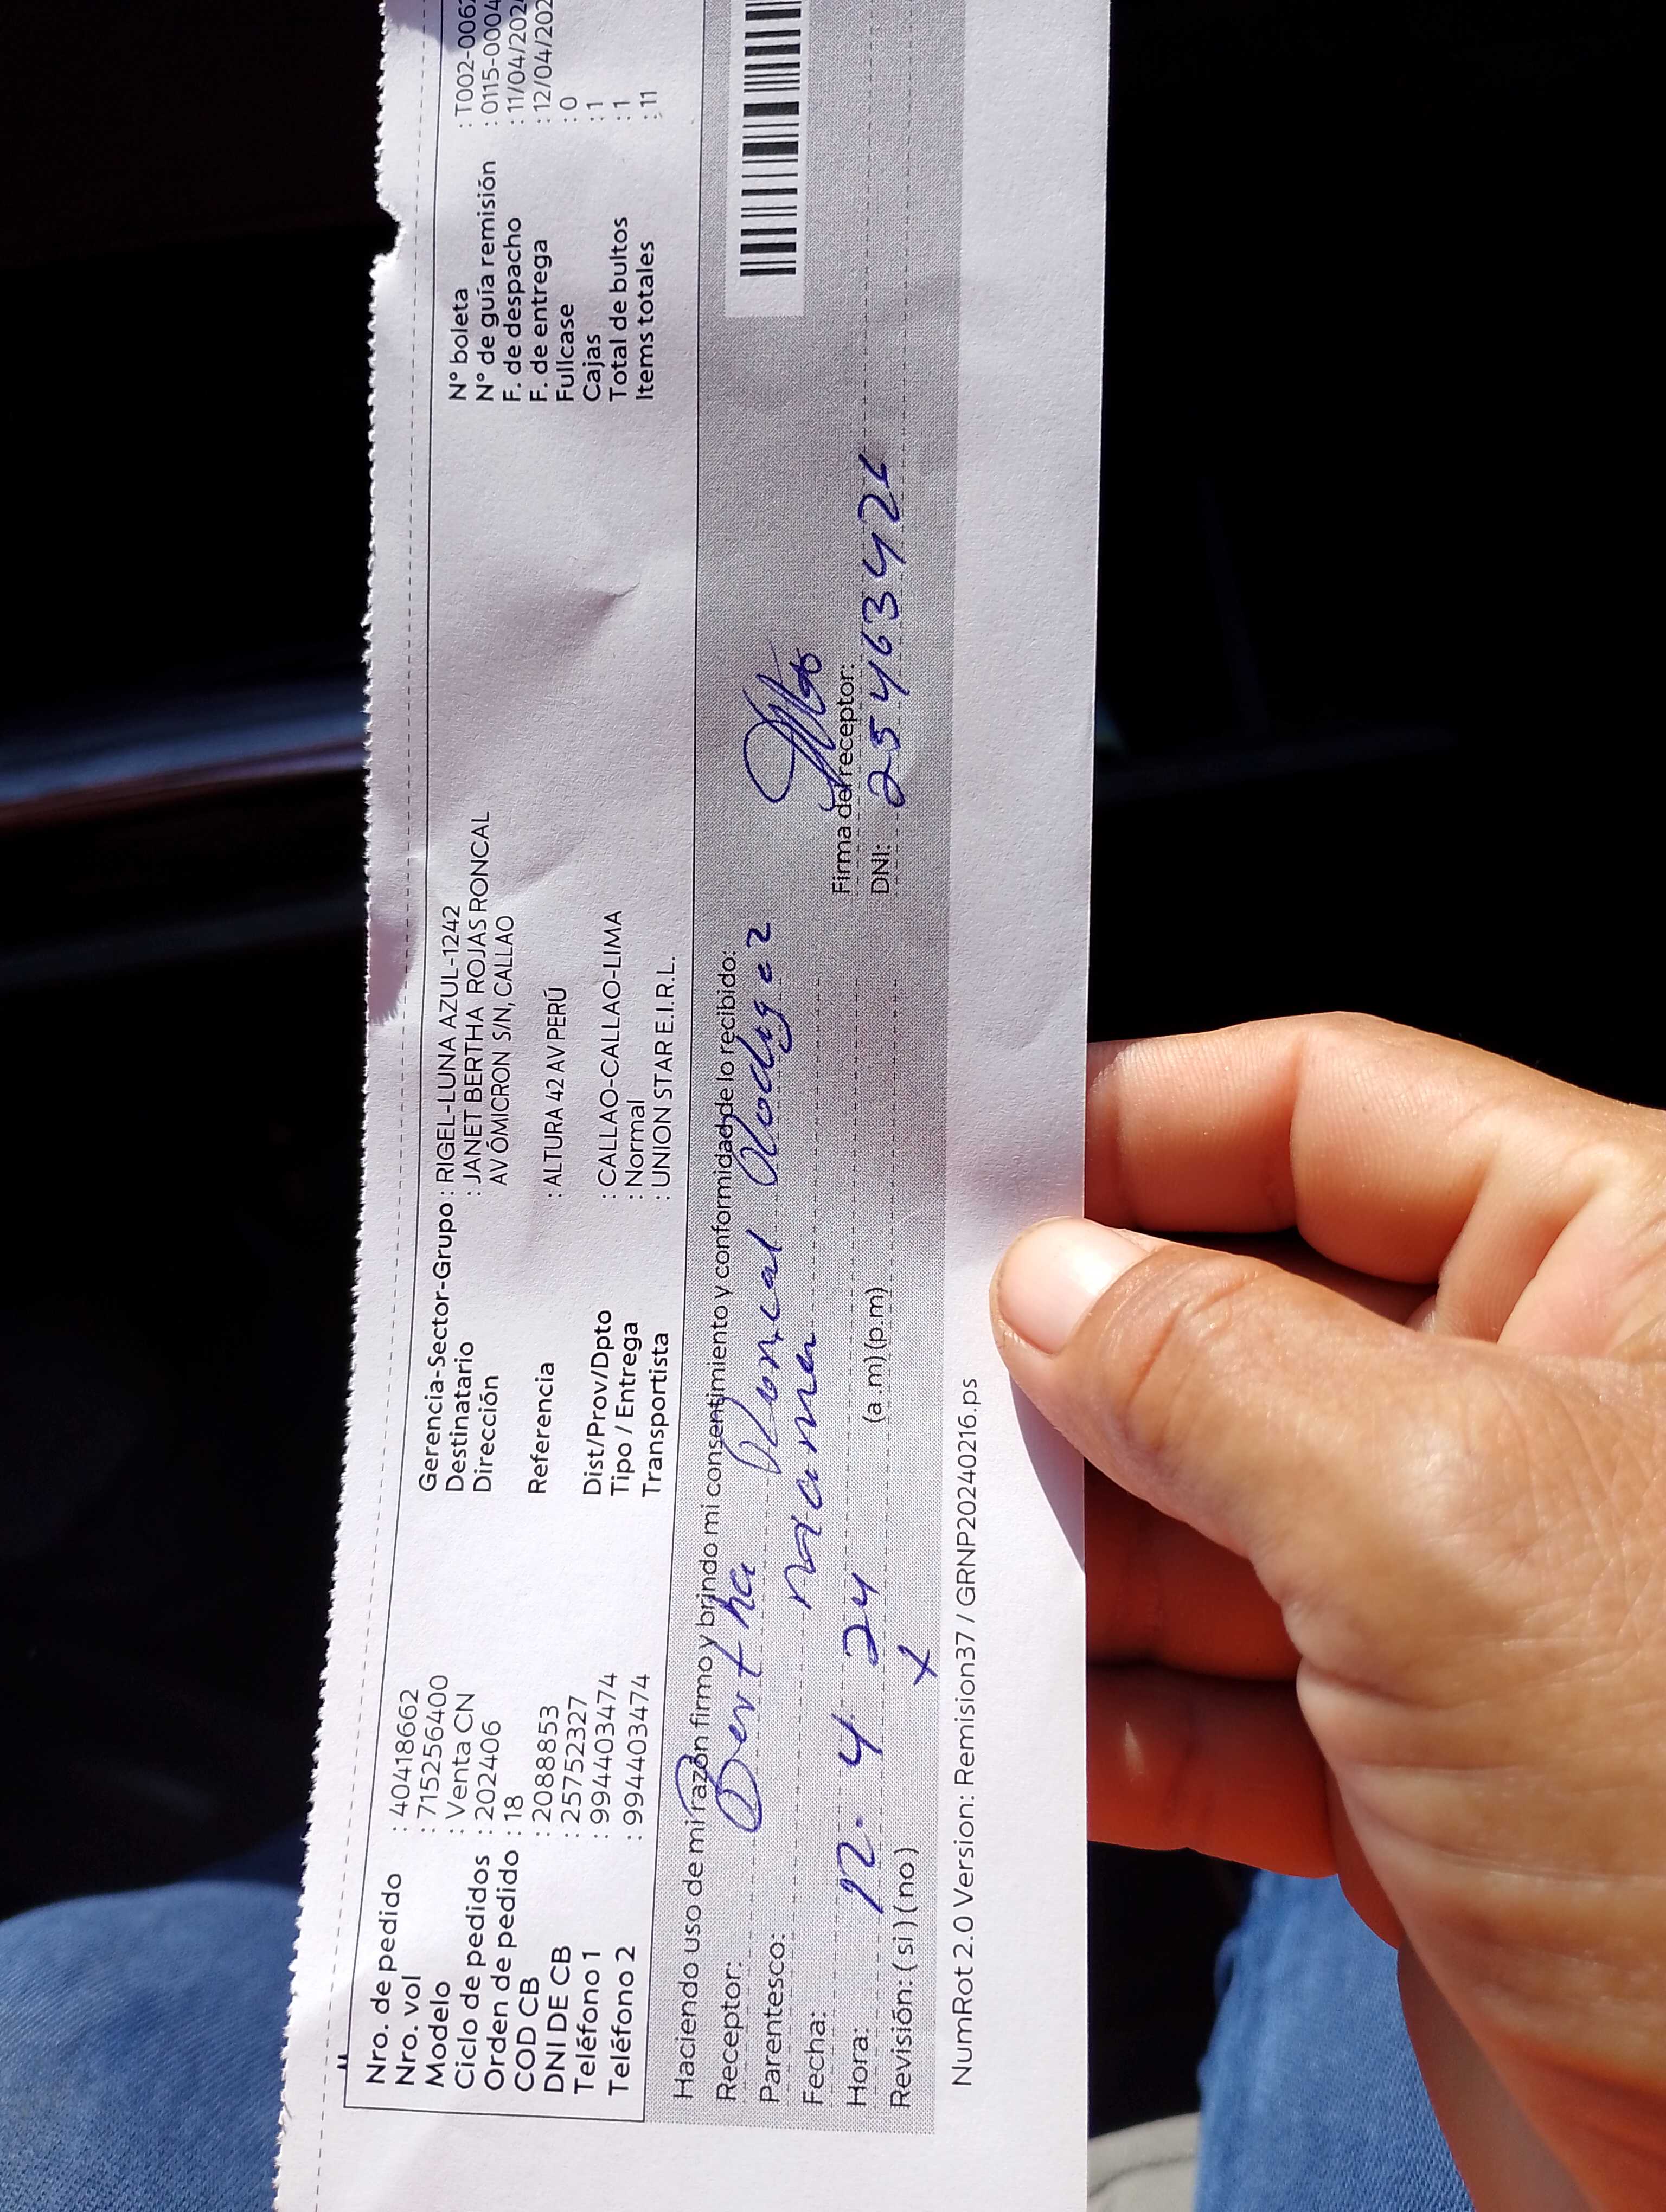 Nro. de pedido : 40418662
Nro. vol : 715256400
Modelo : Venta CN
Ciclo de pedidos : 202406
Orden de pedido : 18
COD CB : 2088853
DNI DE CB : 25752327
Teléfono 1 : 994403474
Teléfono 2 : 994403474
Gerencia-Sector-Grupo : RIGEL-LUNA AZUL-1242
Destinatario : JANET BERTHA ROJAS RONCAL
Dirección AV ÓMICRON S/N, CALLAO
Referencia : ALTURA 42 AV PERÚ
Dist/Prov/Dpto : CALLAO-CALLAO-LIMA
Tipo / Entrega : Normal
Transportista : UNION STAR E.I.R.L.
N° boleta : T002-006
N° de guía remisión : 0115-0004
F. de despacho : 11/04/202
F. de entrega : 12/04/202
Fullcase : 0
Cajas : 1
Total de bultos : 1
Items totales : 11
Haciendo uso de mi razón firmo y brindo mi consentimiento y conformidad de lo recibido:
Receptor: Bertha Roncal Rodigez
Parentesco: mama
Fecha: 12. 4 24
Hora: (a.m) (p.m)
Revisión: ( si ) ( no ) x
Firma del receptor:
DNI: 25463426
NumRot 2.0 Version: Remision37 / GRNP20240216.ps